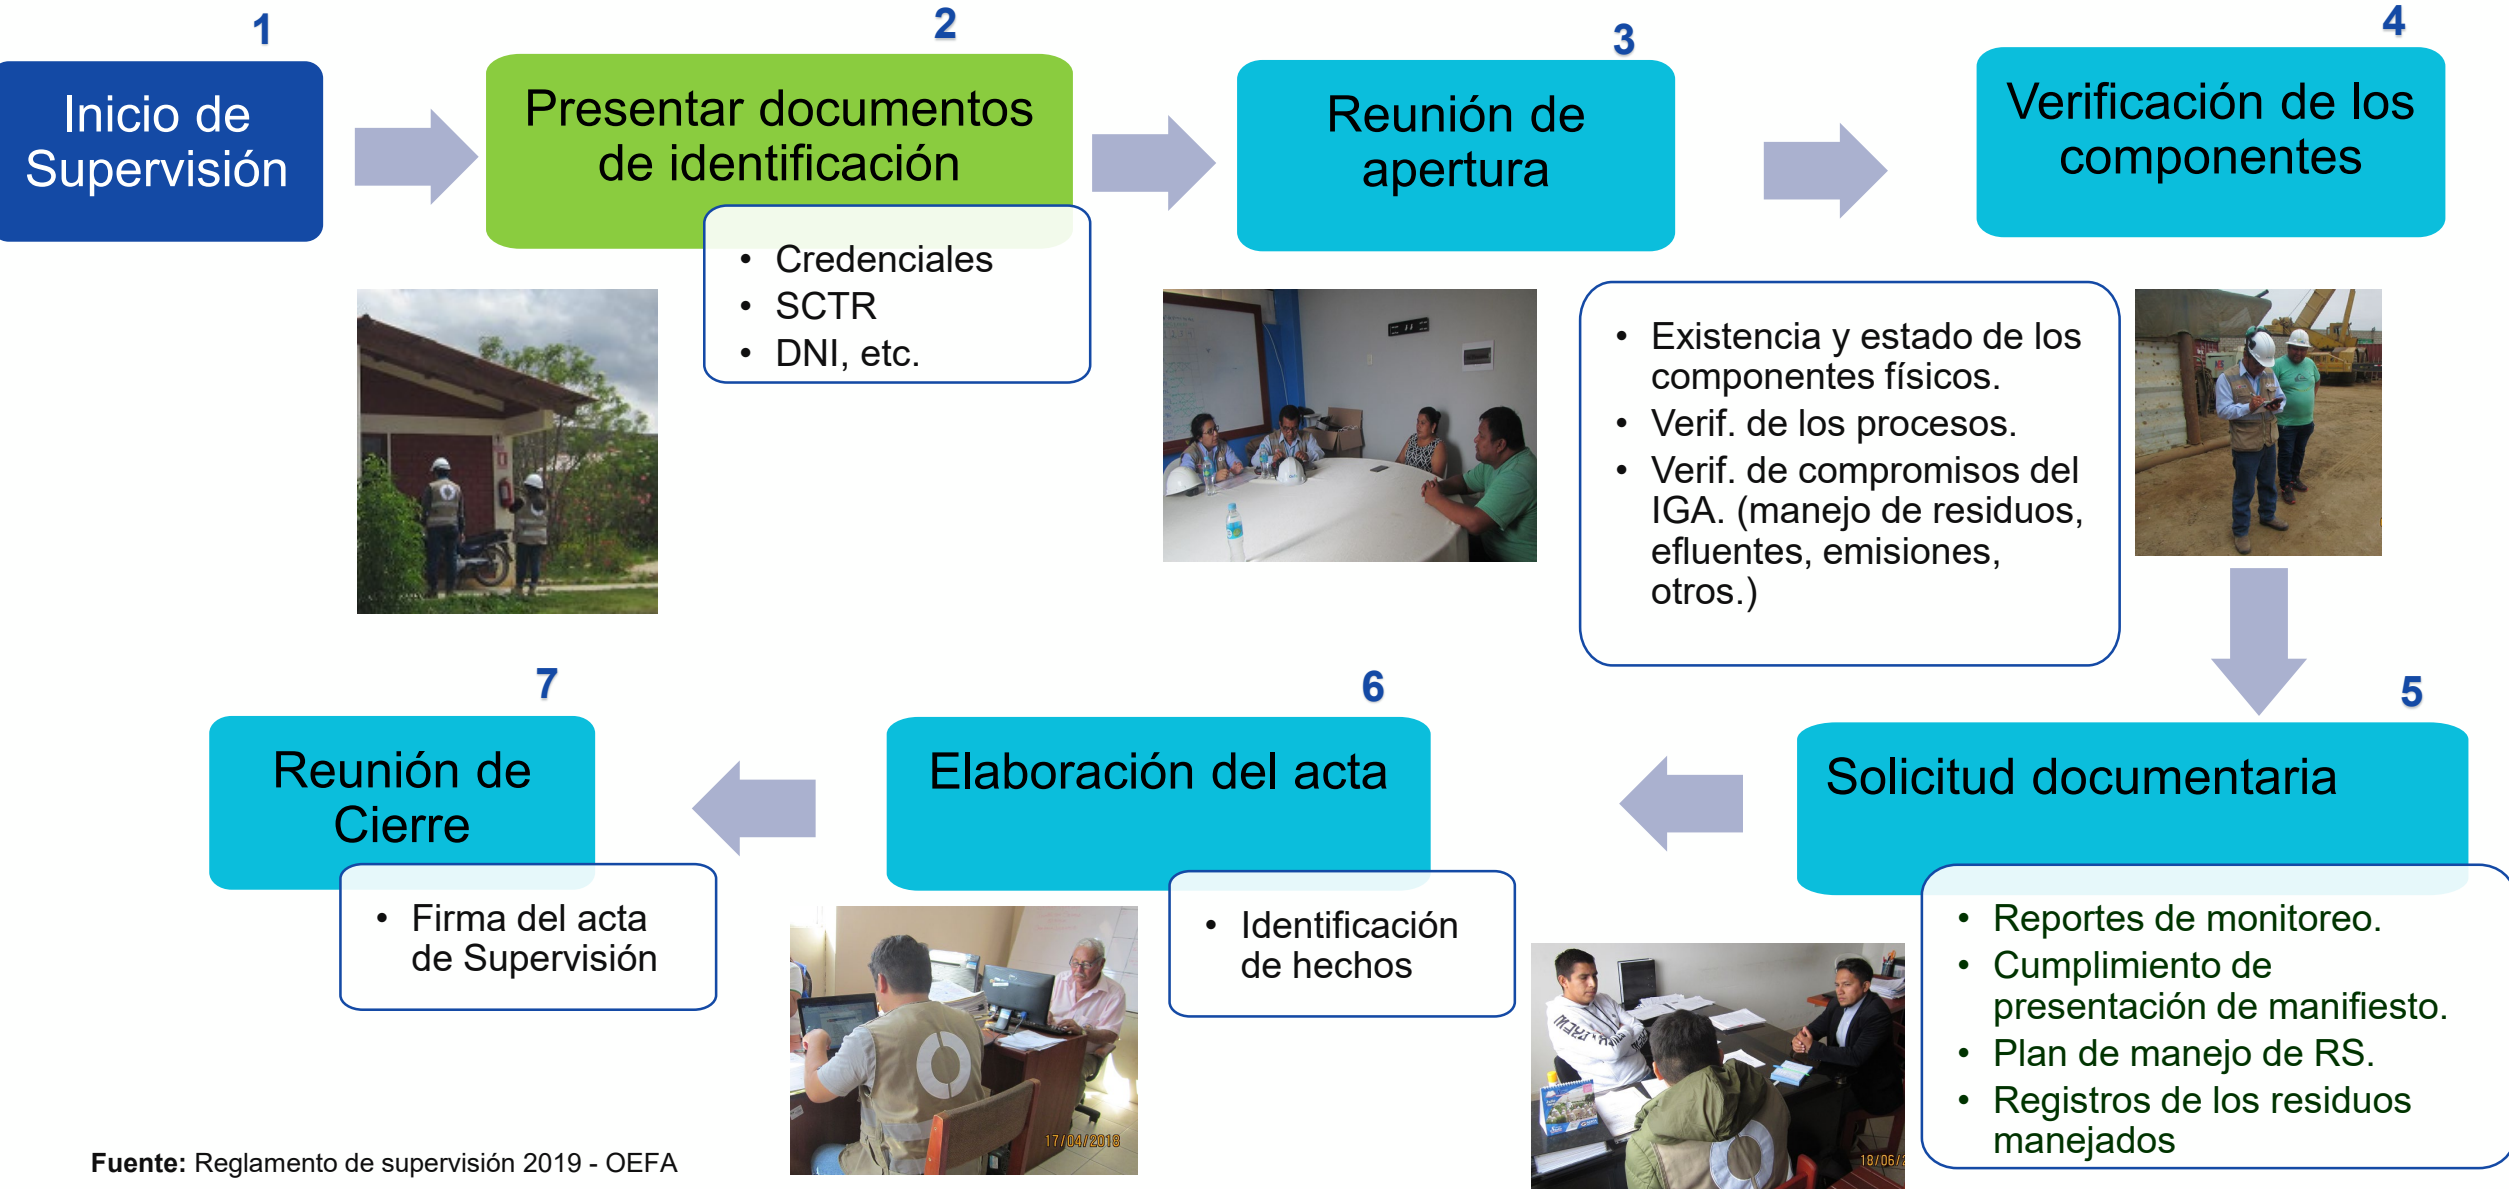 1
Inicio de
Supervisión
2
Presentar documentos
de identificación
• Credenciales
• SCTR
• DNI, etc.
3
Reunión de
apertura
4
Verificación de los
componentes
• Existencia y estado de los
componentes físicos.
• Verif. de los procesos.
• Verif. de compromisos del
IGA. (manejo de residuos,
efluentes, emisiones,
otros.)
5
Solicitud documentaria
• Reportes de monitoreo.
• Cumplimiento de
presentación de manifiesto.
• Plan de manejo de RS.
• Registros de los residuos
manejados
18/06/2
6
Elaboración del acta
• Identificación
de hechos
17/04/2018
7
Reunión de
Cierre
• Firma del acta
de Supervisión
Fuente: Reglamento de supervisión 2019 - OEFA